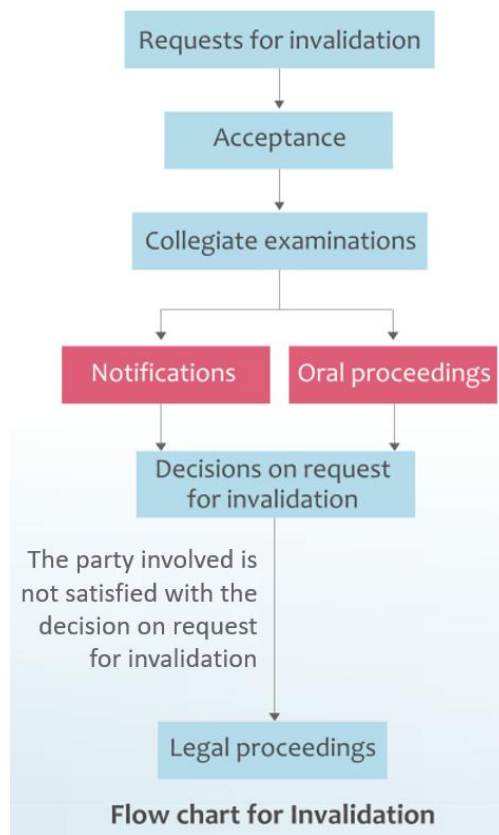 Requests for invalidation
Acceptance
Collegiate examinations
Notifications
Oral proceedings
Decisions on request
for invalidation
The party involved is
not satisfied with the
decision on request
for invalidation
Legal proceedings
Flow chart for Invalidation